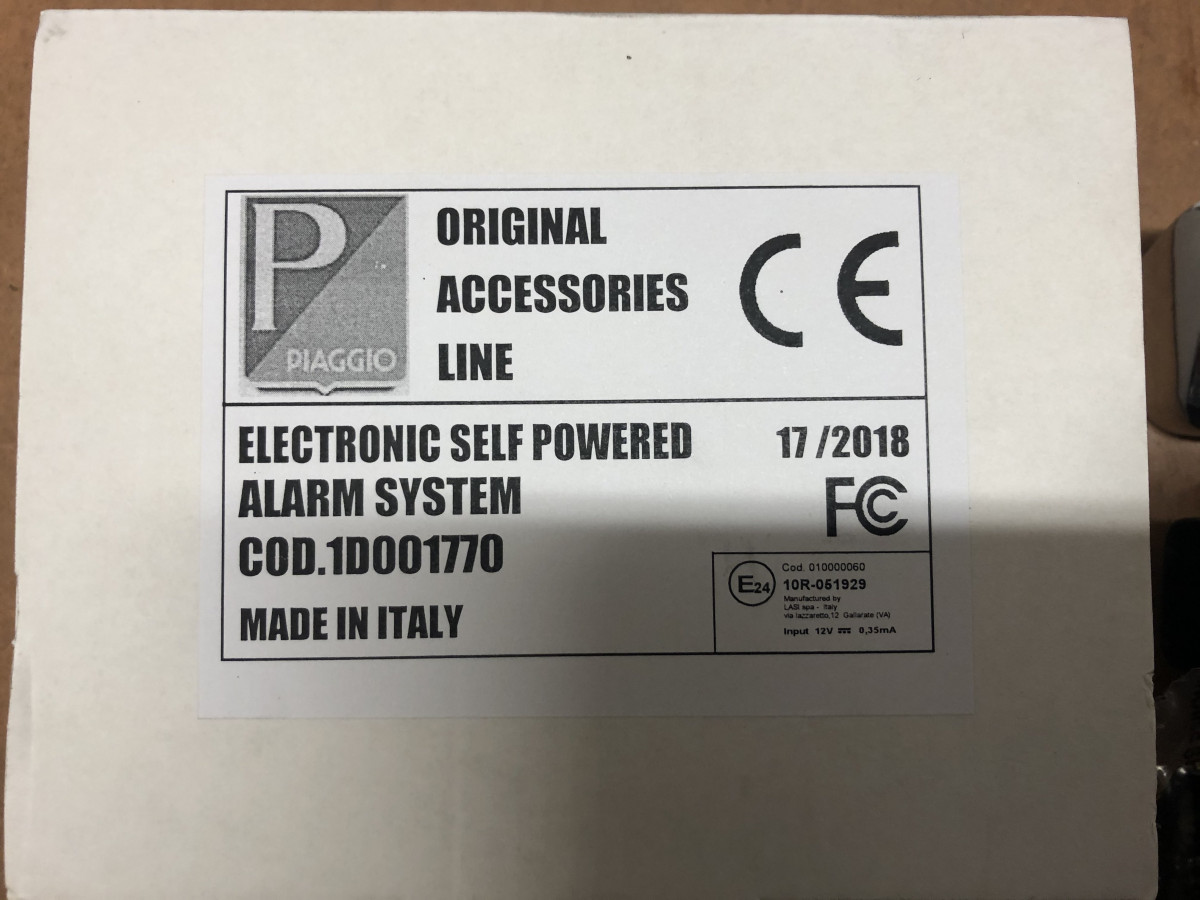 P
PIAGGIO
ORIGINAL
ACCESSORIES
LINE
CE
ELECTRONIC SELF POWERED
ALARM SYSTEM
COD.1D001770
MADE IN ITALY
17 /2018
FC
E24
Cod. 010000060
10R-051929
Manufactured by
LASI spa - Italy
via lazzaretto,12 Gallarate (VA)
Input 12V ⎓ 0,35mA